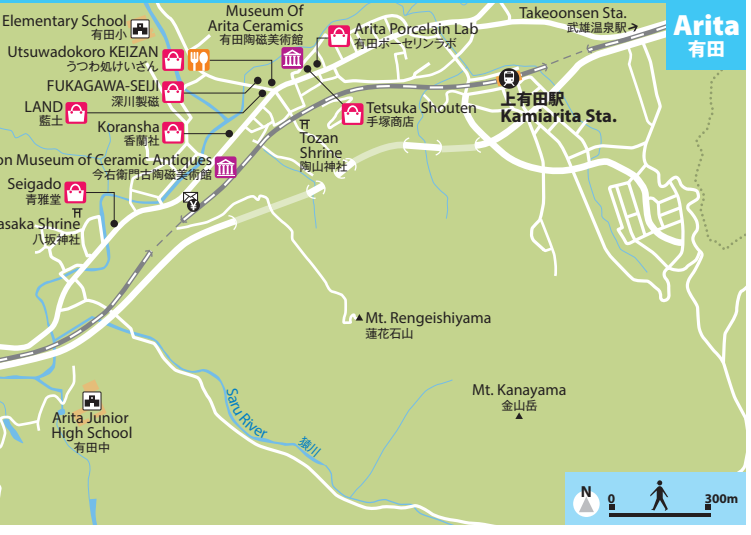 Elementary School
有田小
Museum Of
Arita Ceramics
有田陶磁美術館
Takeoonsen Sta.
武雄温泉駅
Arita
有田
Arita Porcelain Lab
有田ポーセリンラボ
Utsuwadokoro KEIZAN
うつわ処けいざん
FUKAGAWA-SEIJI
深川製磁
LAND
藍土
Koransha
香蘭社
Tetsuka Shouten
手塚商店
上有田駅
Kamiarita Sta.
Tozan
Shrine
陶山神社
on Museum of Ceramic Antiques
今右衛門古陶磁美術館
Seigado
青雅堂
asaka Shrine
八坂神社
Mt. Rengeishiyama
蓮花石山
Mt. Kanayama
金山岳
Saru River
猿川
Arita Junior
High School
有田中
N
0
300m